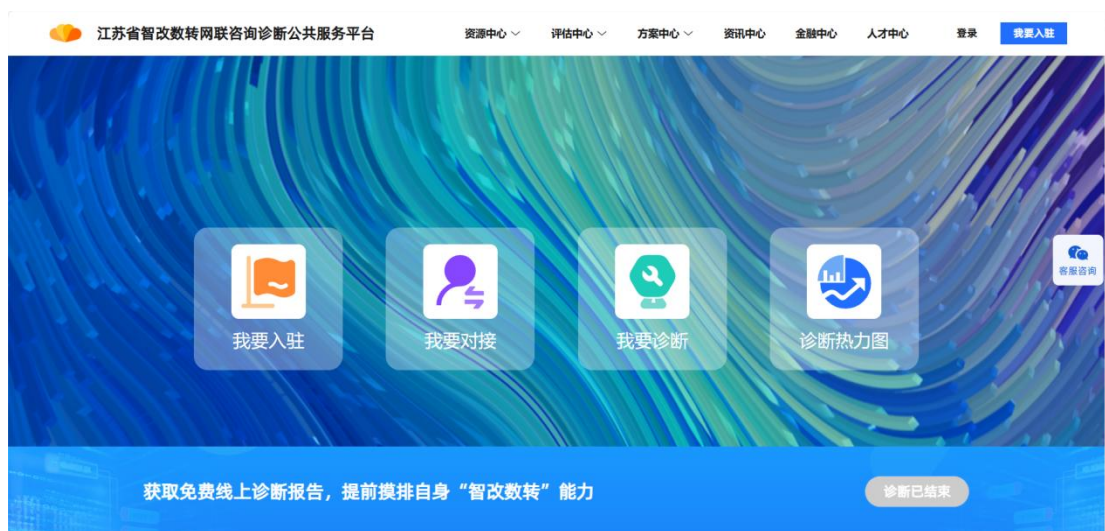 江苏省智改数转网联咨询诊断公共服务平台 资源中心 评估中心 方案中心 资讯中心 金融中心 人才中心 登录 我要入驻
客服咨询
我要入驻 我要对接 我要诊断 诊断热力图
获取免费线上诊断报告，提前摸排自身“智改数转”能力 诊断已结束